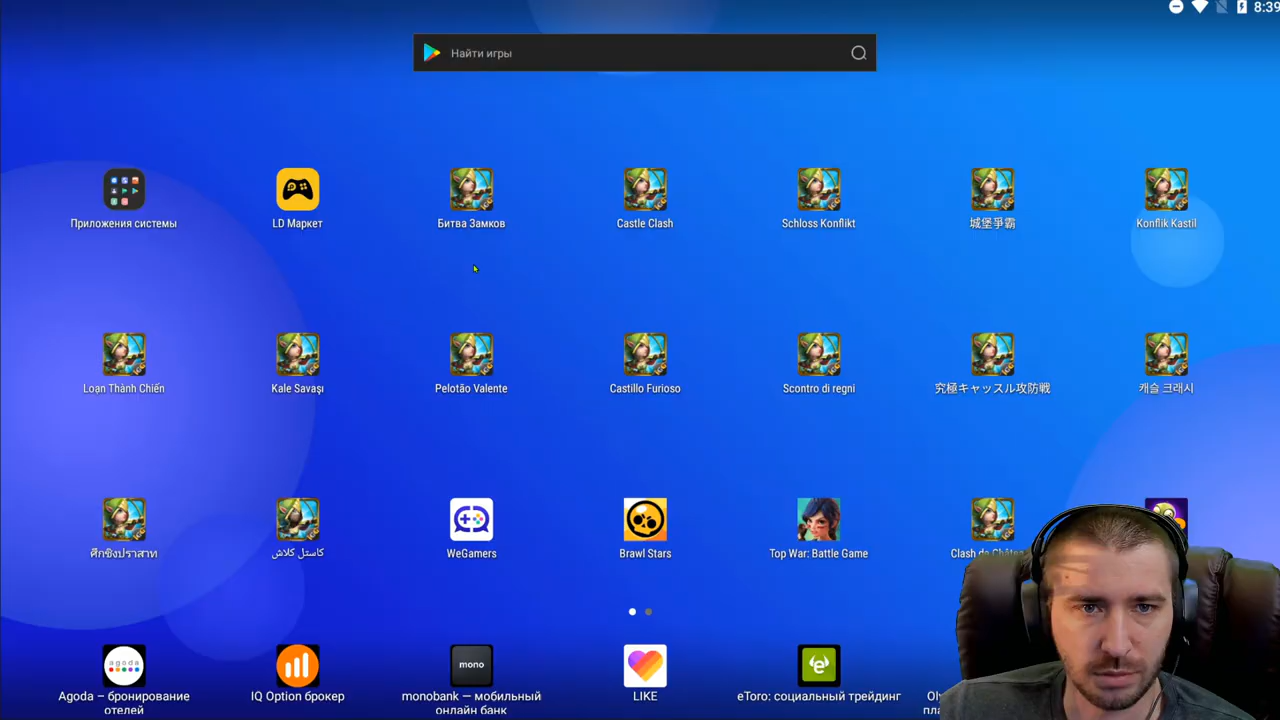 8:39
Найти игры
Приложения системы
LD Маркет
Битва Замков
Castle Clash
Schloss Konflikt
城堡爭霸
Konflik Kastil
Loạn Thành Chiến
Kale Savaşı
Pelotão Valente
Castillo Furioso
Scontro di regni
究極キャッスル攻防戦
캐슬 크래시
ศึกชิงปราสาท
كاستل كلاش
WeGamers
Brawl Stars
Top War: Battle Game
Clash de
Agoda – бронирование
отелей
IQ Option брокер
mono
monobank — мобильный
онлайн банк
LIKE
eToro: социальный трейдинг